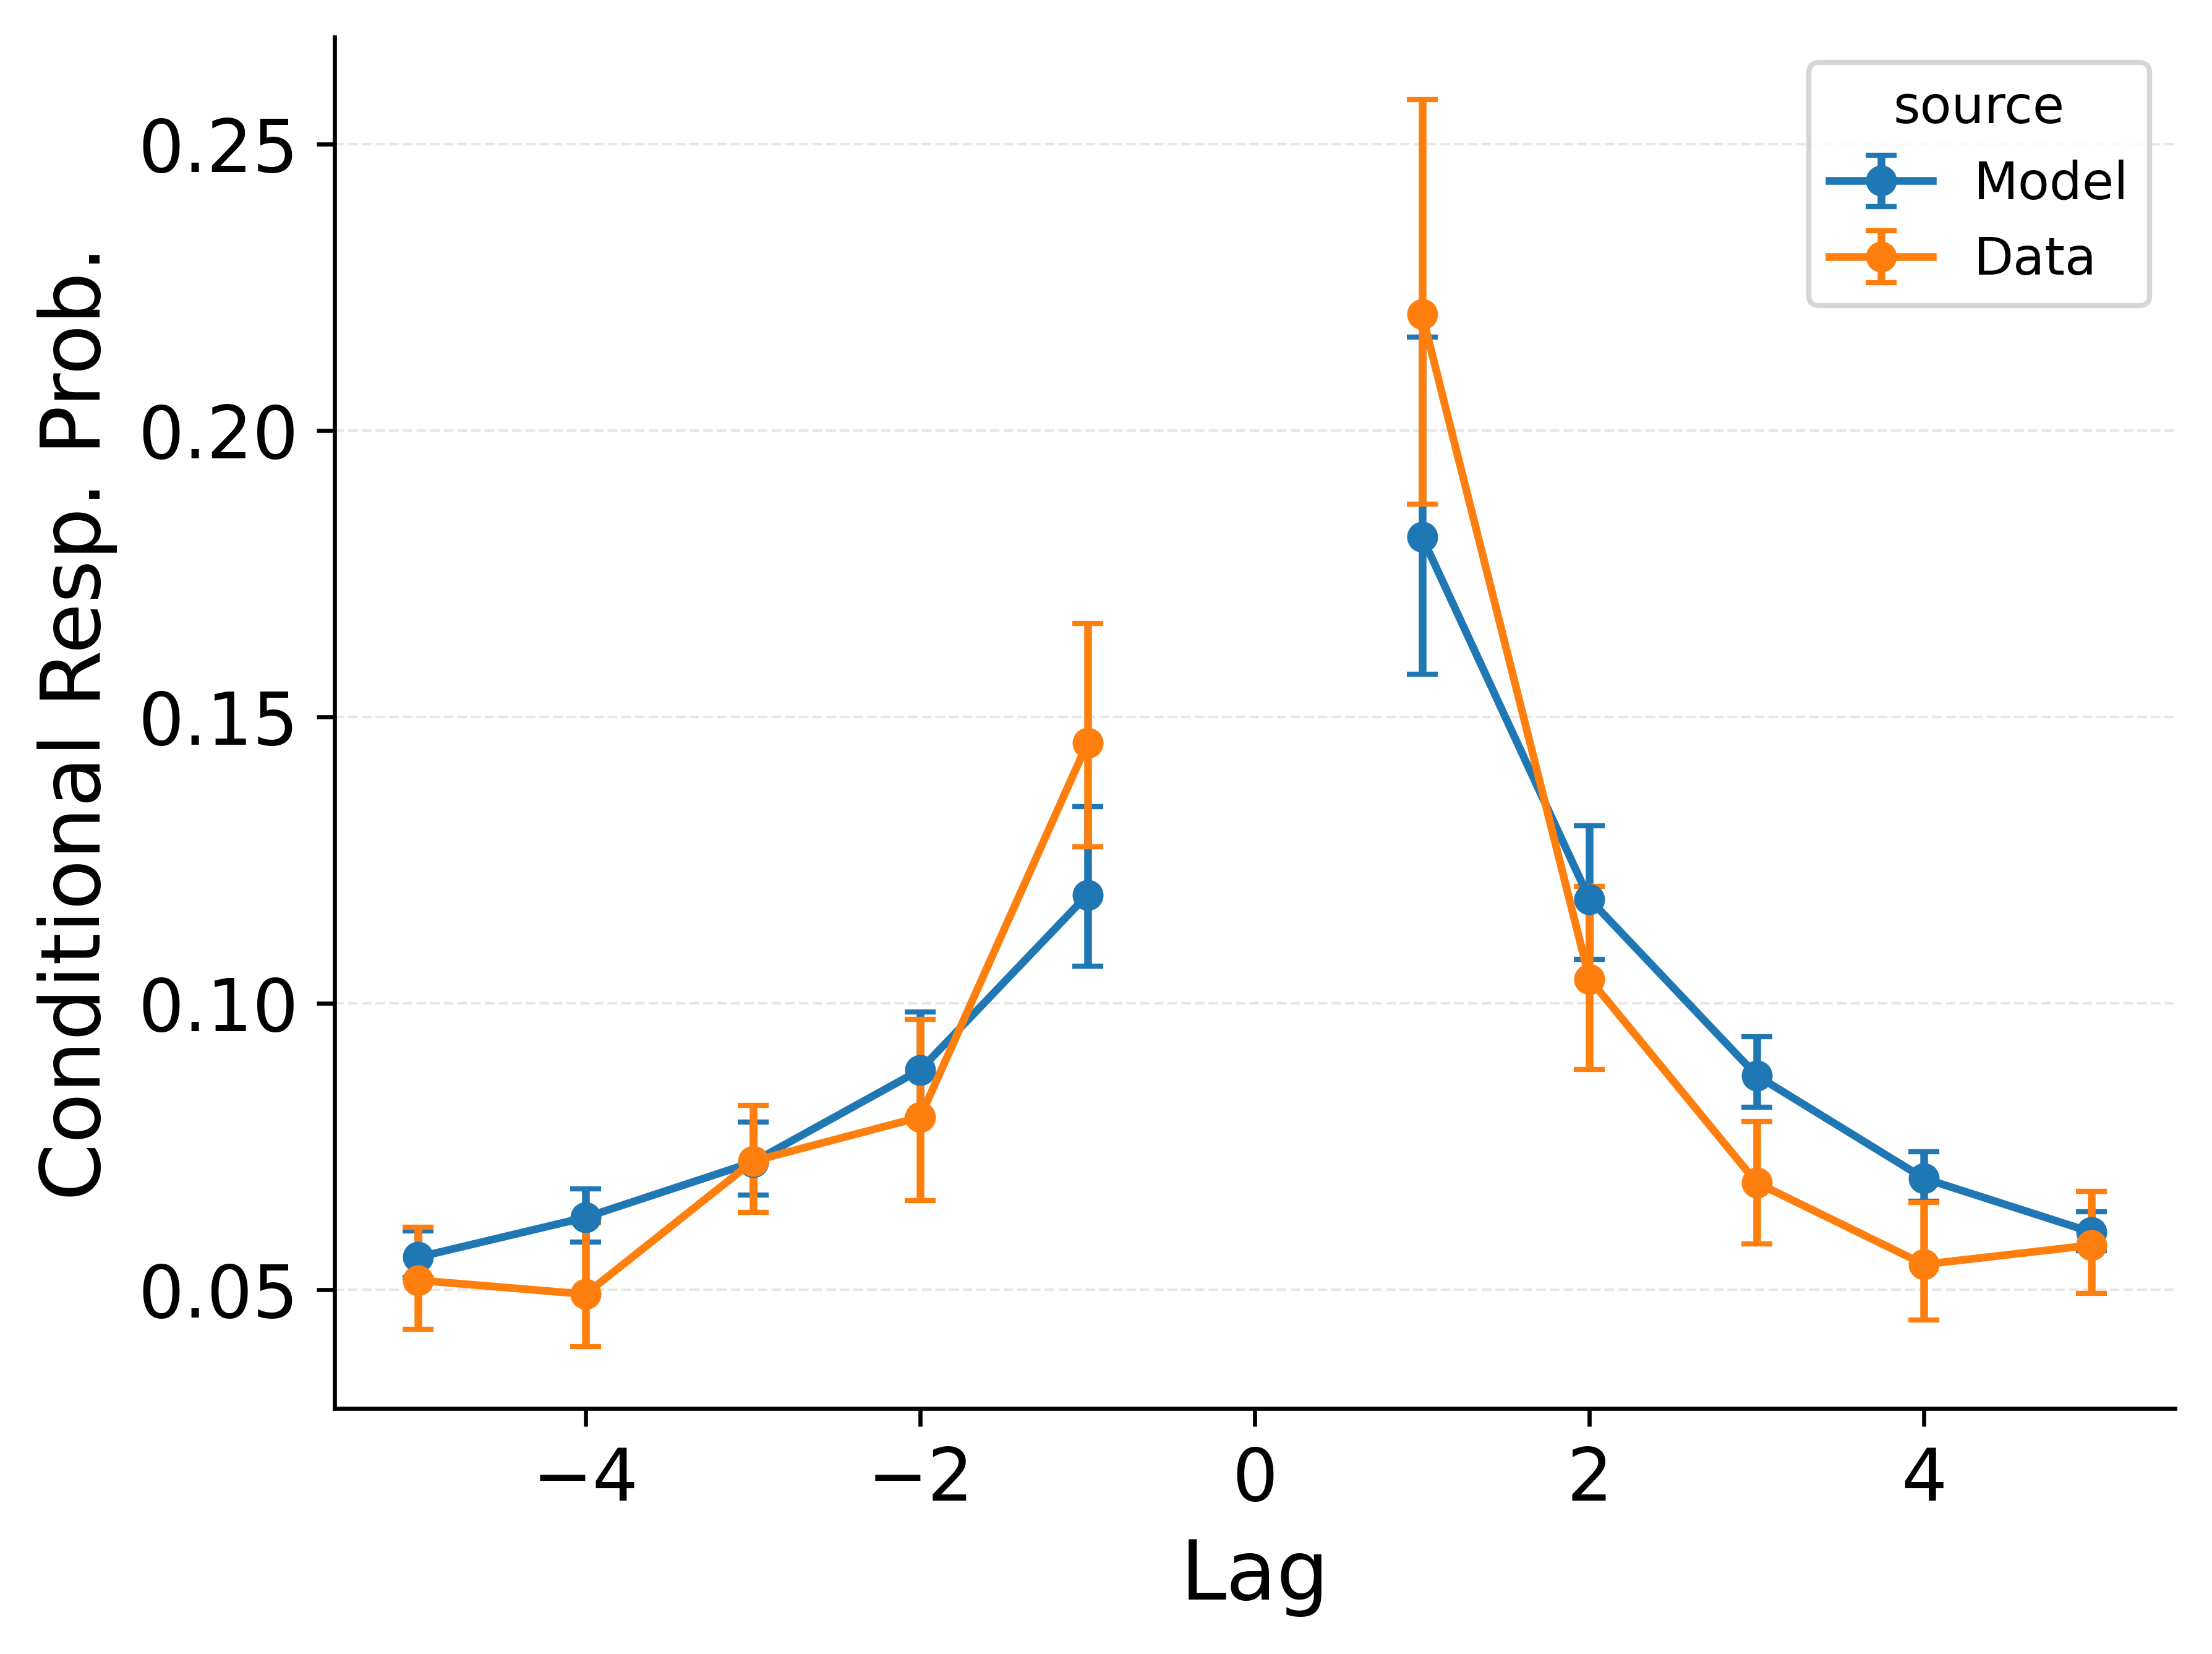 source
Model
Data
Conditional Resp. Prob.
0.25
0.20
0.15
0.10
0.05
−4 −2 0 2 4
Lag